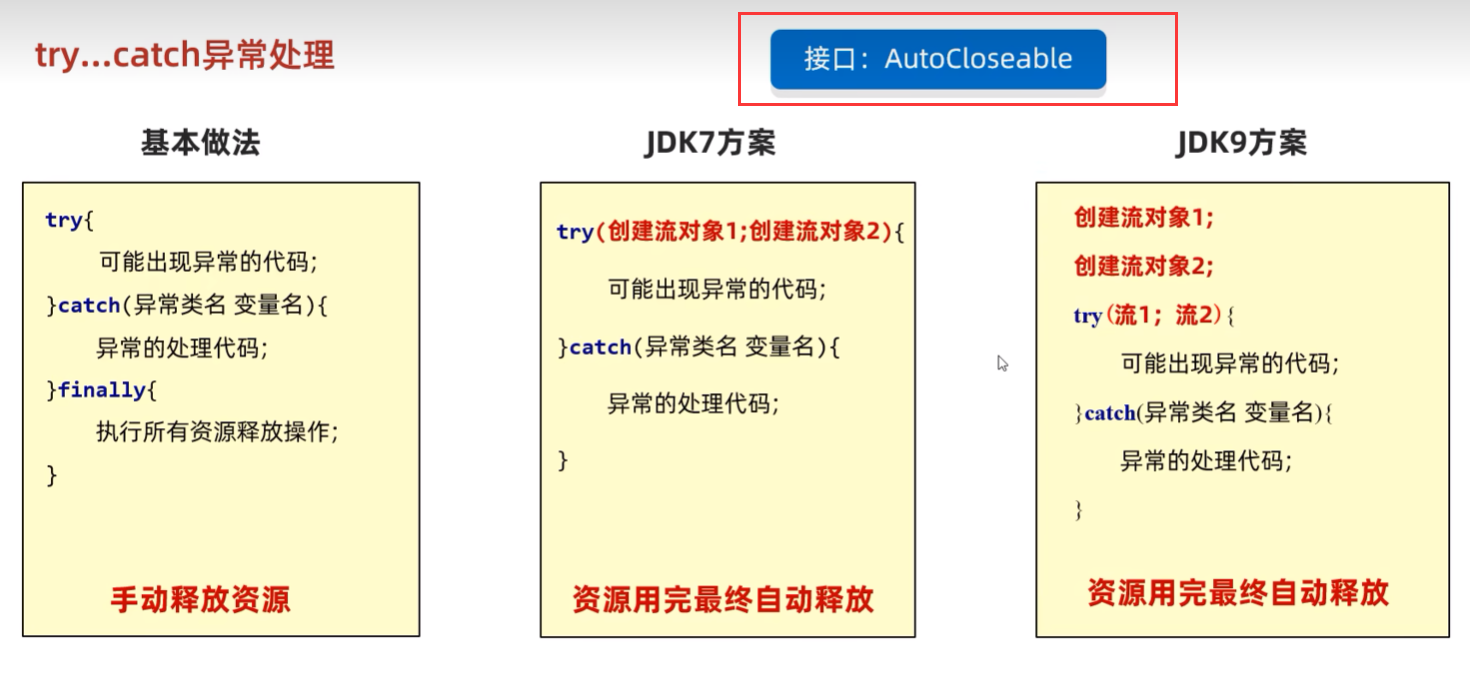 try...catch异常处理
接口：AutoCloseable
基本做法
try{
可能出现异常的代码;
}catch(异常类名 变量名){
异常的处理代码;
}finally{
执行所有资源释放操作;
}
手动释放资源
JDK7方案
try(创建流对象1;创建流对象2){
可能出现异常的代码;
}catch(异常类名 变量名){
异常的处理代码;
}
资源用完最终自动释放
JDK9方案
创建流对象1;
创建流对象2;
try(流1；流2){
可能出现异常的代码;
}catch(异常类名 变量名){
异常的处理代码;
}
资源用完最终自动释放